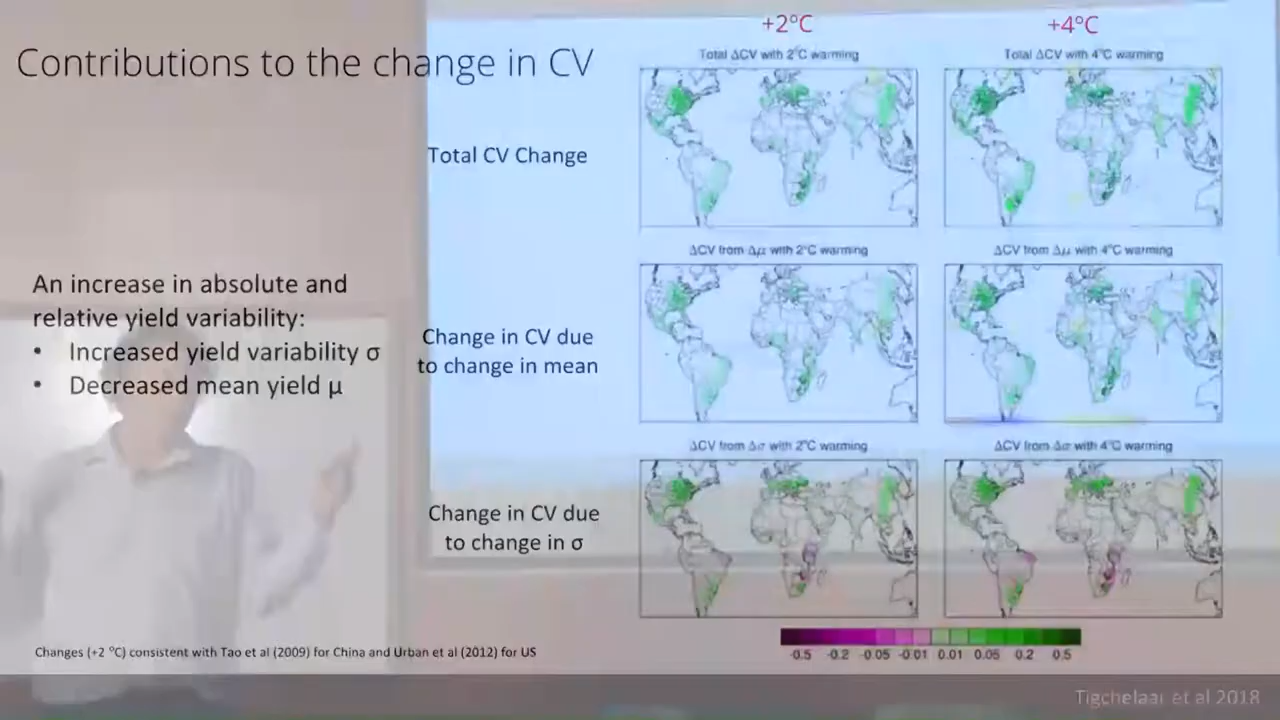 +2°C
+4°C
Contributions to the change in CV
Total ΔCV with 2°C warming
Total ΔCV with 4°C warming
Total CV Change
ΔCV from Δμ with 2°C warming
ΔCV from Δμ with 4°C warming
An increase in absolute and
relative yield variability:
• Increased yield variability σ
• Decreased mean yield μ
Change in CV due
to change in mean
ΔCV from Δσ with 2°C warming
ΔCV from Δσ with 4°C warming
Change in CV due
to change in σ
-0.5 -0.2 -0.05 -0.01 0.01 0.05 0.2 0.5
Changes (+2 °C) consistent with Tao et al (2009) for China and Urban et al (2012) for US
Tigchelaar et al 2018